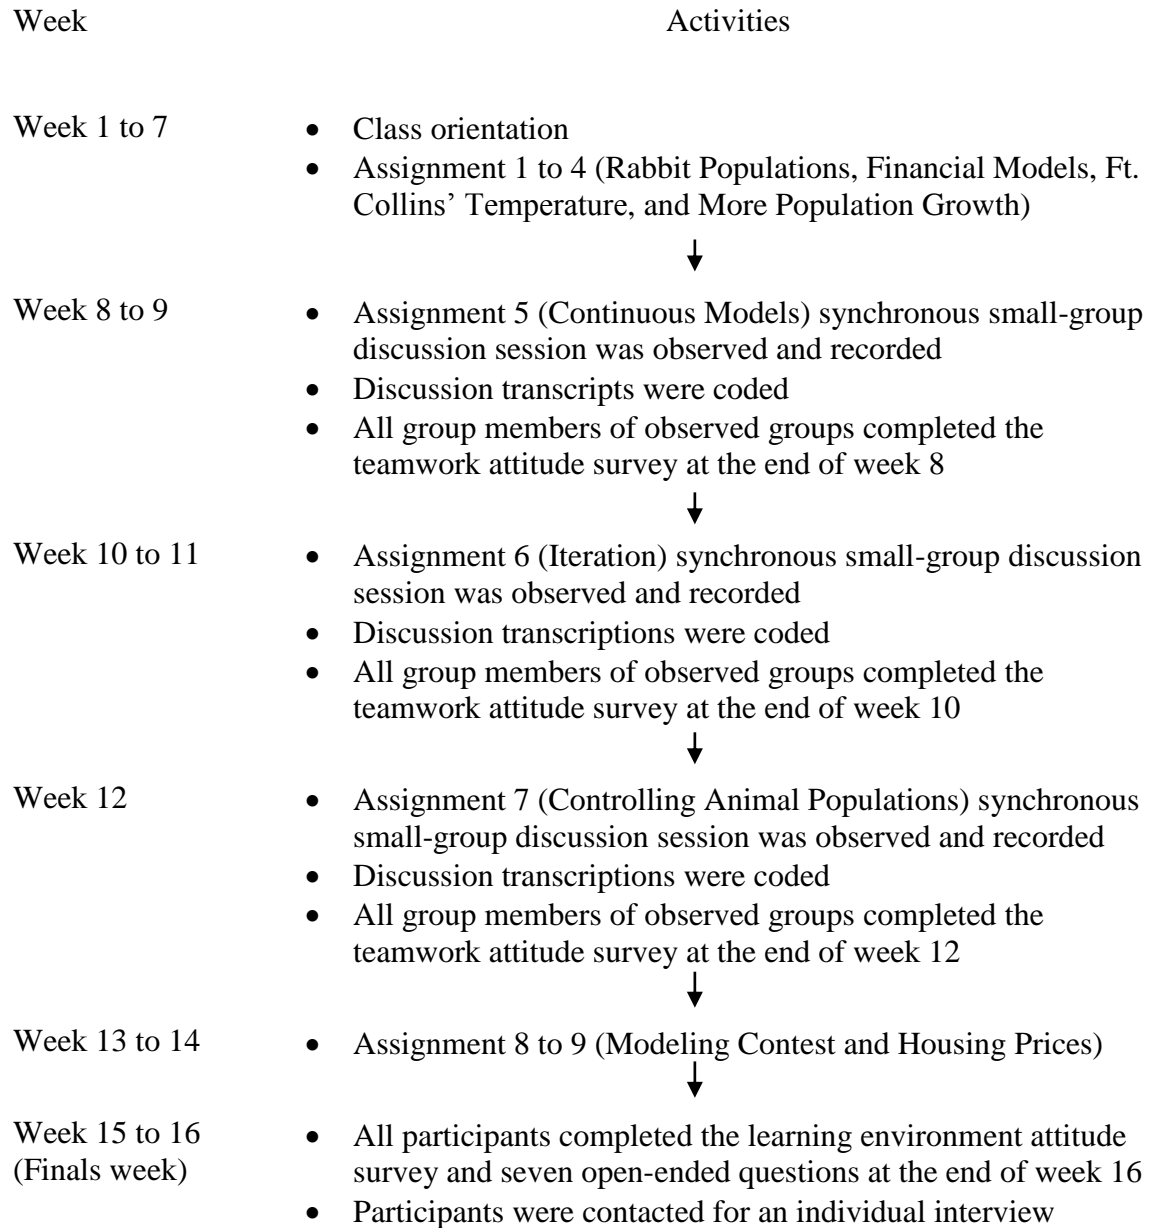 Week Activities
Week 1 to 7 • Class orientation
• Assignment 1 to 4 (Rabbit Populations, Financial Models, Ft.
Collins’ Temperature, and More Population Growth)
Week 8 to 9 • Assignment 5 (Continuous Models) synchronous small-group
discussion session was observed and recorded
• Discussion transcripts were coded
• All group members of observed groups completed the
teamwork attitude survey at the end of week 8
Week 10 to 11 • Assignment 6 (Iteration) synchronous small-group discussion
session was observed and recorded
• Discussion transcriptions were coded
• All group members of observed groups completed the
teamwork attitude survey at the end of week 10
Week 12 • Assignment 7 (Controlling Animal Populations) synchronous
small-group discussion session was observed and recorded
• Discussion transcriptions were coded
• All group members of observed groups completed the
teamwork attitude survey at the end of week 12
Week 13 to 14 • Assignment 8 to 9 (Modeling Contest and Housing Prices)
Week 15 to 16 • All participants completed the learning environment attitude
(Finals week) survey and seven open-ended questions at the end of week 16
• Participants were contacted for an individual interview